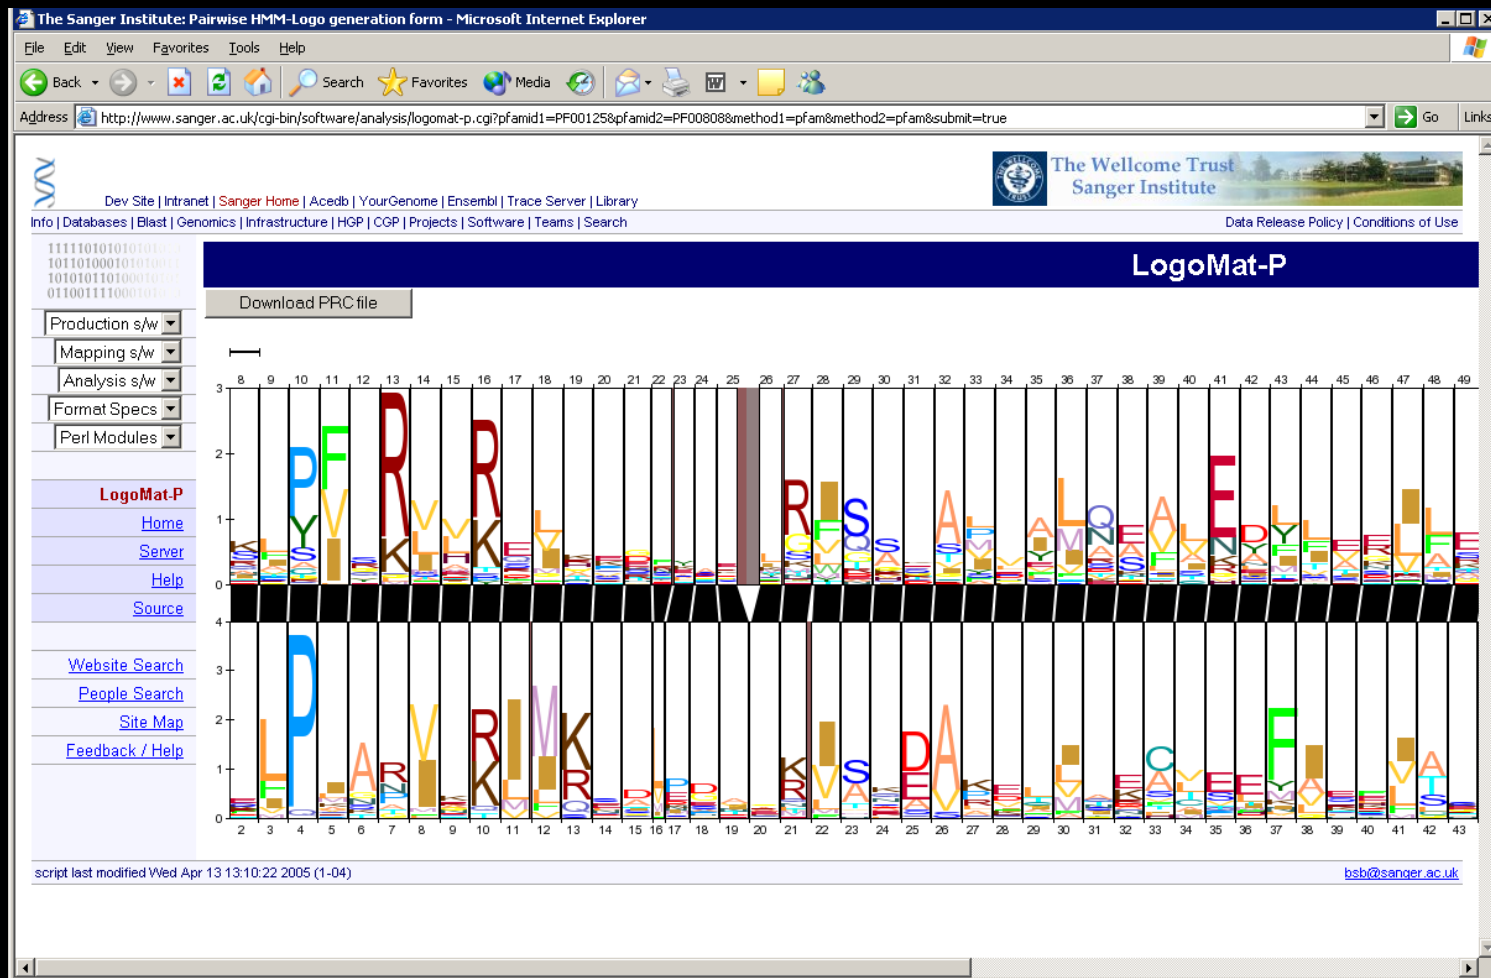 The Sanger Institute: Pairwise HMM-Logo generation form - Microsoft Internet Explorer
File Edit View Favorites Tools Help
Back Search Favorites Media
Address http://www.sanger.ac.uk/cgi-bin/software/analysis/logomat-p.cgi?pfamid1=PF00125&pfamid2=PF00808&method1=pfam&method2=pfam&submit=true Go Links
The Wellcome Trust
Sanger Institute
Dev Site | Intranet | Sanger Home | Acedb | YourGenome | Ensembl | Trace Server | Library
Info | Databases | Blast | Genomics | Infrastructure | HGP | CGP | Projects | Software | Teams | Search
Data Release Policy | Conditions of Use
LogoMat-P
Download PRC file
Production s/w
Mapping s/w
Analysis s/w
Format Specs
Perl Modules
LogoMat-P
Home
Server
Help
Source
Website Search
People Search
Site Map
Feedback / Help
8 9 10 11 12 13 14 15 16 17 18 19 20 21 22 23 24 25 26 27 28 29 30 31 32 33 34 35 36 37 38 39 40 41 42 43 44 45 46 47 48 49
3
2
1
0
4
3
2
1
0
2 3 4 5 6 7 8 9 10 11 12 13 14 15 16 17 18 19 20 21 22 23 24 25 26 27 28 29 30 31 32 33 34 35 36 37 38 39 40 41 42 43
script last modified Wed Apr 13 13:10:22 2005 (1-04)
bsb@sanger.ac.uk